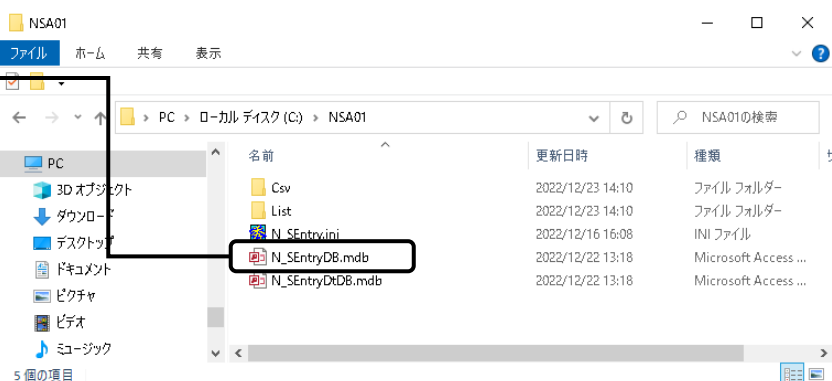 NSA01
ファイル ホーム 共有 表示
PC › ローカル ディスク (C:) › NSA01
NSA01の検索
PC
3D オブジェクト
ダウンロード
デスクトップ
ドキュメント
ピクチャ
ビデオ
ミュージック
名前 更新日時 種類
Csv 2022/12/23 14:10 ファイル フォルダー
List 2022/12/23 14:10 ファイル フォルダー
N_SEntry.ini 2022/12/16 16:08 INI ファイル
N_SEntryDB.mdb 2022/12/22 13:18 Microsoft Access ...
N_SEntryDtDB.mdb 2022/12/22 13:18 Microsoft Access ...
5 個の項目